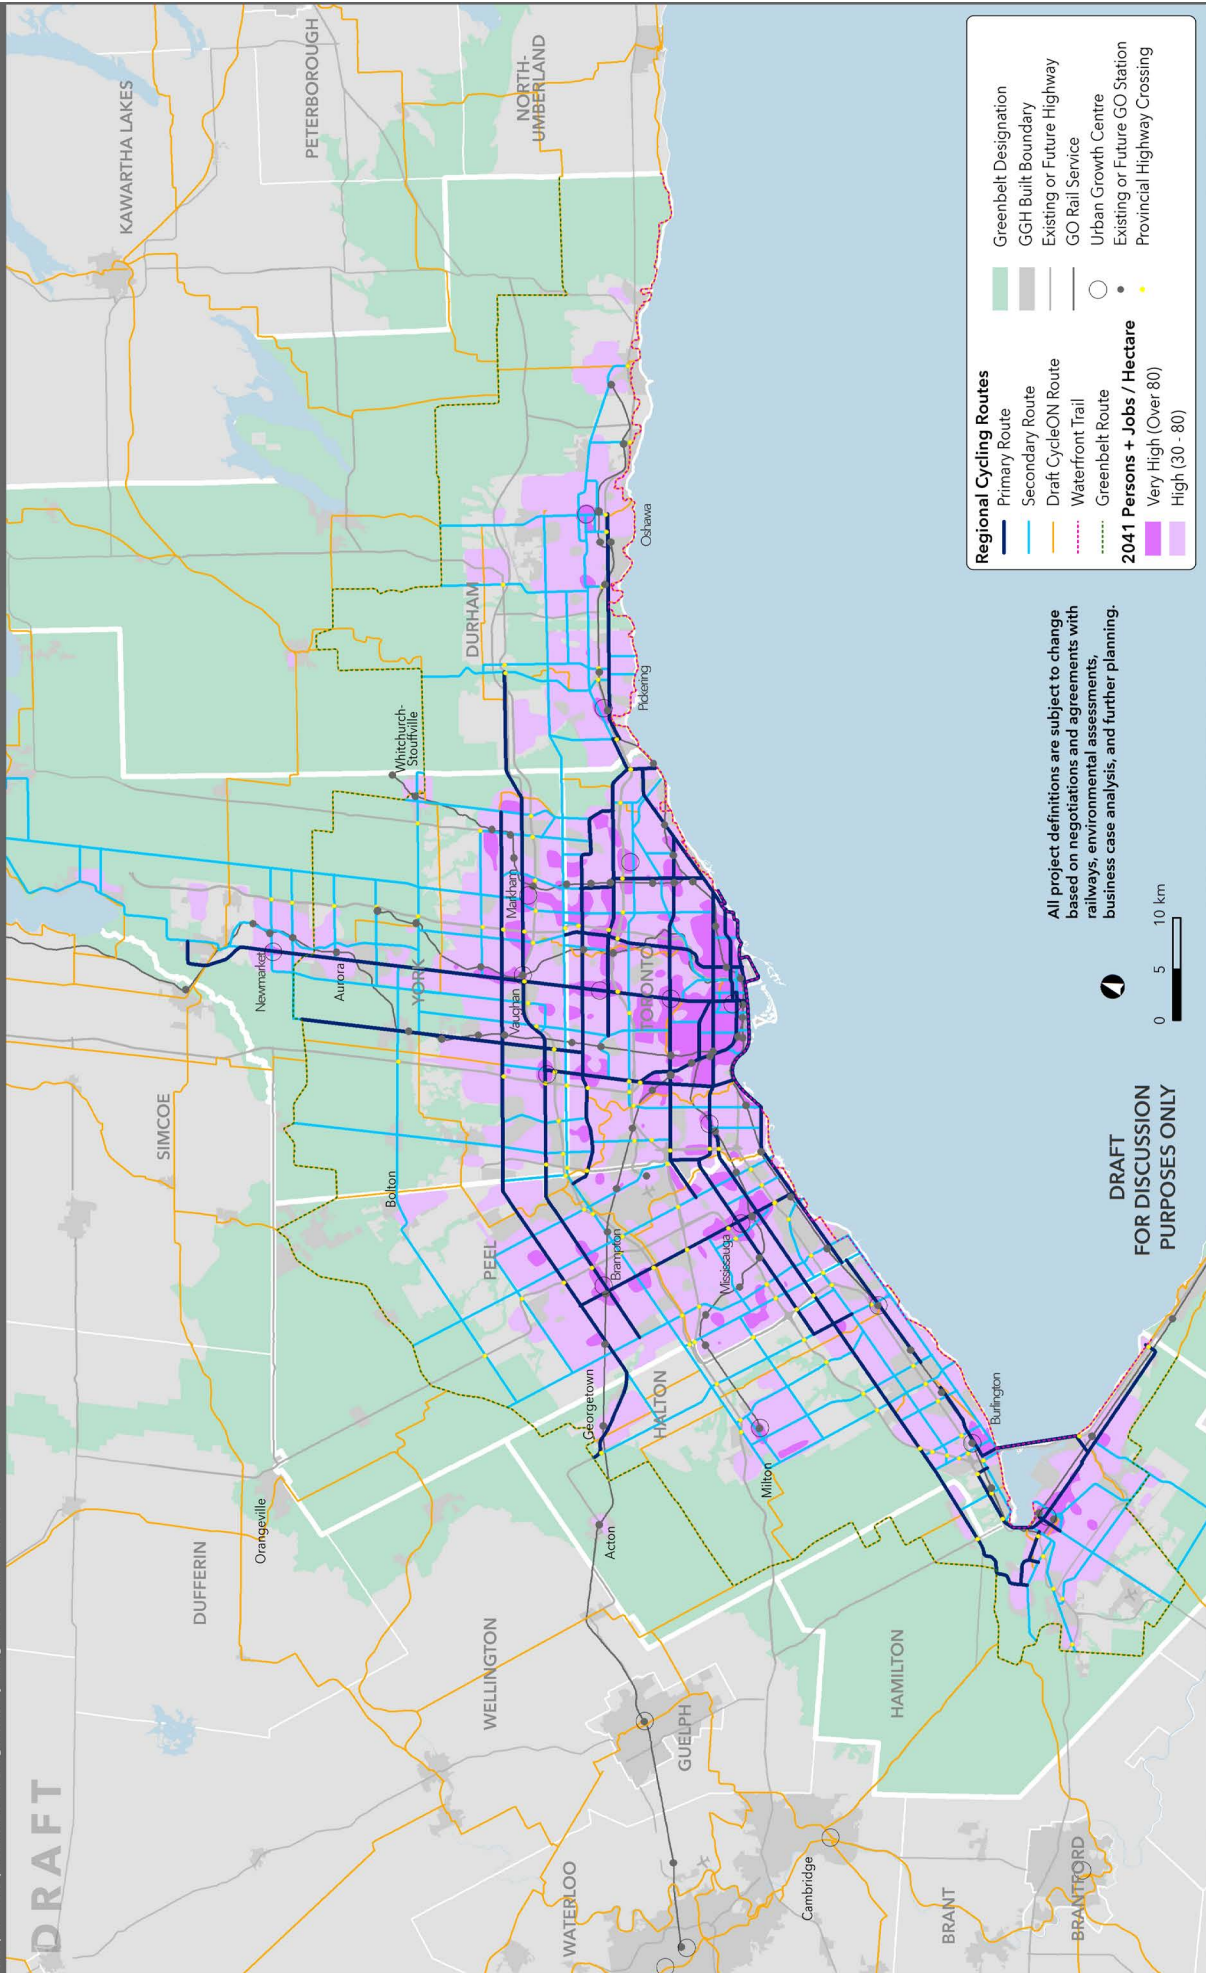 DRAFT
KAWARTHA LAKES
PETERBOROUGH
NORTH-
UMBERLAND
SIMCOE
DUFFERIN
Orangeville
WELLINGTON
WATERLOO
GUELPH
Cambridge
BRANT
BRANTFORD
HAMILTON
Acton
Georgetown
HALTON
Milton
Burlington
PEEL
Bolton
Brampton
Mississauga
YORK
Newmarket
Aurora
Vaughan
Markham
Whitchurch-
Stouffville
TORONTO
DURHAM
Pickering
Oshawa
DRAFT
FOR DISCUSSION
PURPOSES ONLY
0 5 10 km
All project definitions are subject to change
based on negotiations and agreements with
railways, environmental assessments,
business case analysis, and further planning.
Regional Cycling Routes
Primary Route
Secondary Route
Draft CycleON Route
Waterfront Trail
Greenbelt Route
2041 Persons + Jobs / Hectare
Very High (Over 80)
High (30 - 80)
Greenbelt Designation
GGH Built Boundary
Existing or Future Highway
GO Rail Service
Urban Growth Centre
Existing or Future GO Station
Provincial Highway Crossing